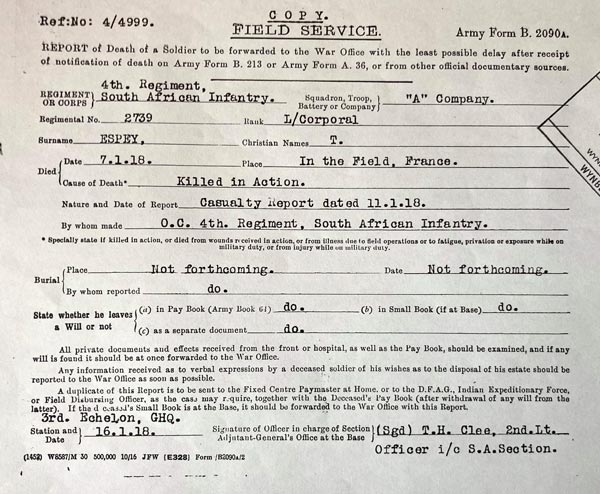 COPY.
Ref:No: 4/4999.
FIELD SERVICE.
Army Form B. 2090A.
REPORT of Death of a Soldier to be forwarded to the War Office with the least possible delay after receipt
of notification of death on Army Form B. 213 or Army Form A. 36, or from other official documentary sources.
4th. Regiment,
REGIMENT OR CORPS } South African Infantry. Squadron, Troop, Battery or Company } "A" Company.
Regimental No. 2739 Rank L/Corporal
Surname ESPEY, Christian Names T.
Died { Date 7.1.18. Place In the Field, France.
Cause of Death* Killed in Action.
Nature and Date of Report Casualty Report dated 11.1.18.
By whom made O.C. 4th. Regiment, South African Infantry.
* Specially state if killed in action, or died from wounds received in action, or from illness due to field operations or to fatigue, privation or exposure while on
military duty, or from injury while on military duty.
Burial { Place Not forthcoming. Date Not forthcoming.
By whom reported do.
State whether he leaves a Will or not { (a) in Pay Book (Army Book 64) do. (b) in Small Book (if at Base) do.
(c) as a separate document do.
All private documents and effects received from the front or hospital, as well as the Pay Book, should be examined, and if any
will is found it should be at once forwarded to the War Office.
Any information received as to verbal expressions by a deceased soldier of his wishes as to the disposal of his estate should be
reported to the War Office as soon as possible.
A duplicate of this Report is to be sent to the Fixed Centre Paymaster at Home, or to the D.F.A.G., Indian Expeditionary Force,
or Field Disbursing Officer, as the case may require, together with the Deceased's Pay Book (after withdrawal of any will from the
latter). If the deceased's Small Book is at the Base, it should be forwarded to the War Office with this Report.
3rd. Echelon, GHQ.
Station and Date } 16.1.18. Signature of Officer in charge of Section Adjutant-General's Office at the Base } (Sgd) T.H. Clee, 2nd.Lt.
Officer i/c S.A.Section.
(1452) W8587/M 30 500,000 10/16 JFW [E328] Form/B2090a/2